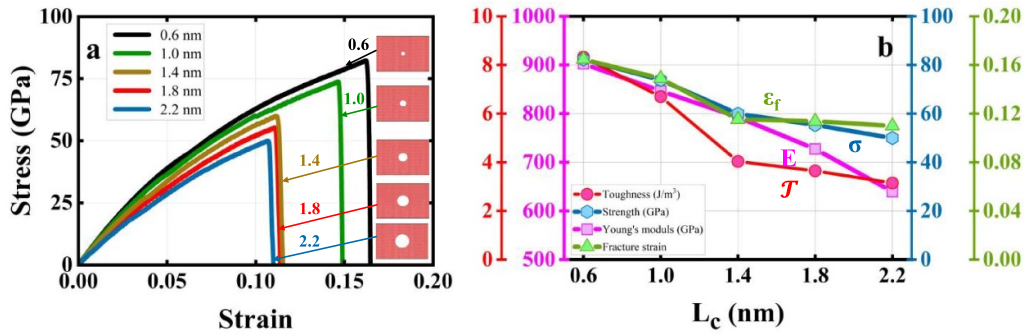 a
Stress (GPa)
100
75
50
25
0
0.00 0.05 0.10 0.15 0.20
Strain
0.6 nm
1.0 nm
1.4 nm
1.8 nm
2.2 nm
0.6
1.0
1.4
1.8
2.2
b
10 1000 100 0.20
8 900 80 0.16
6 800 60 0.12
4 700 40 0.08
2 600 20 0.04
0 500 0 0.00
0.6 1.0 1.4 1.8 2.2
L_c (nm)
ε_f
σ
E
𝒯
Toughness (J/m³)
Strength (GPa)
Young's moduls (GPa)
Fracture strain